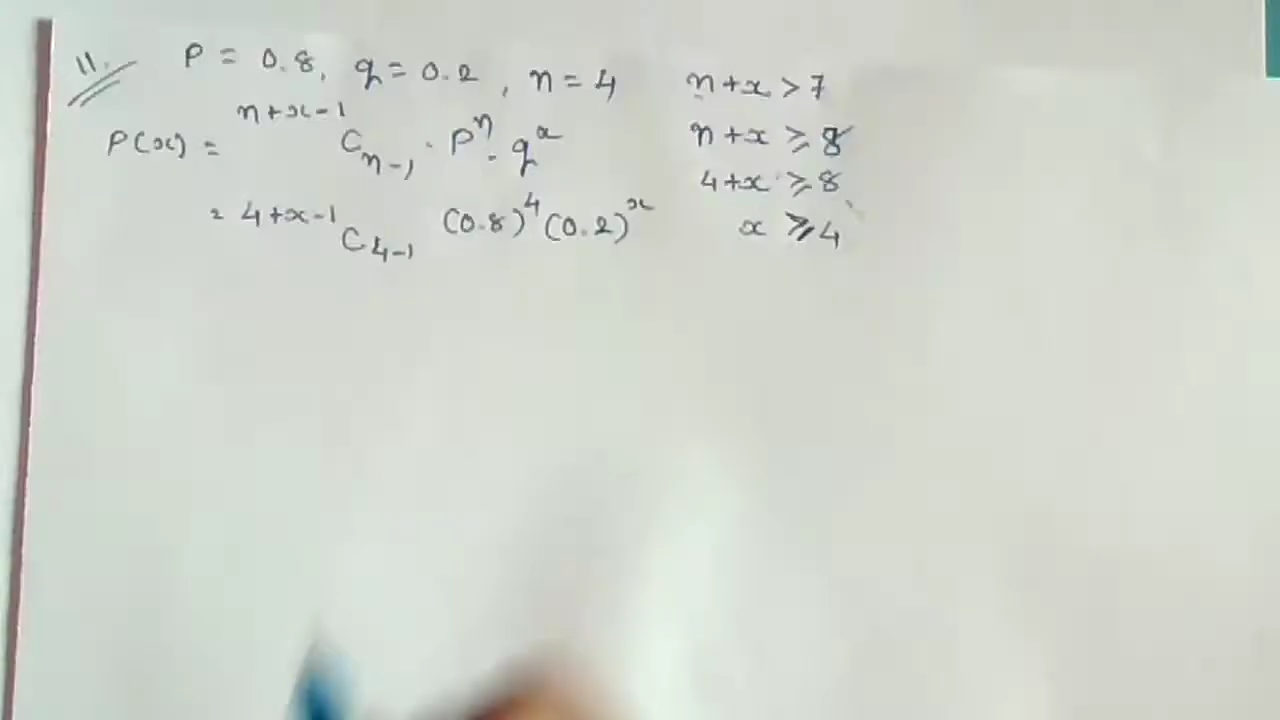 11. P = 0.8, q = 0.2, n = 4 n+x > 7
P(x) = n+x-1 C n-1 · P^n · q^x n+x ≥ 8
4+x ≥ 8
= 4+x-1 C 4-1 (0.8)^4 (0.2)^x x ≥ 4